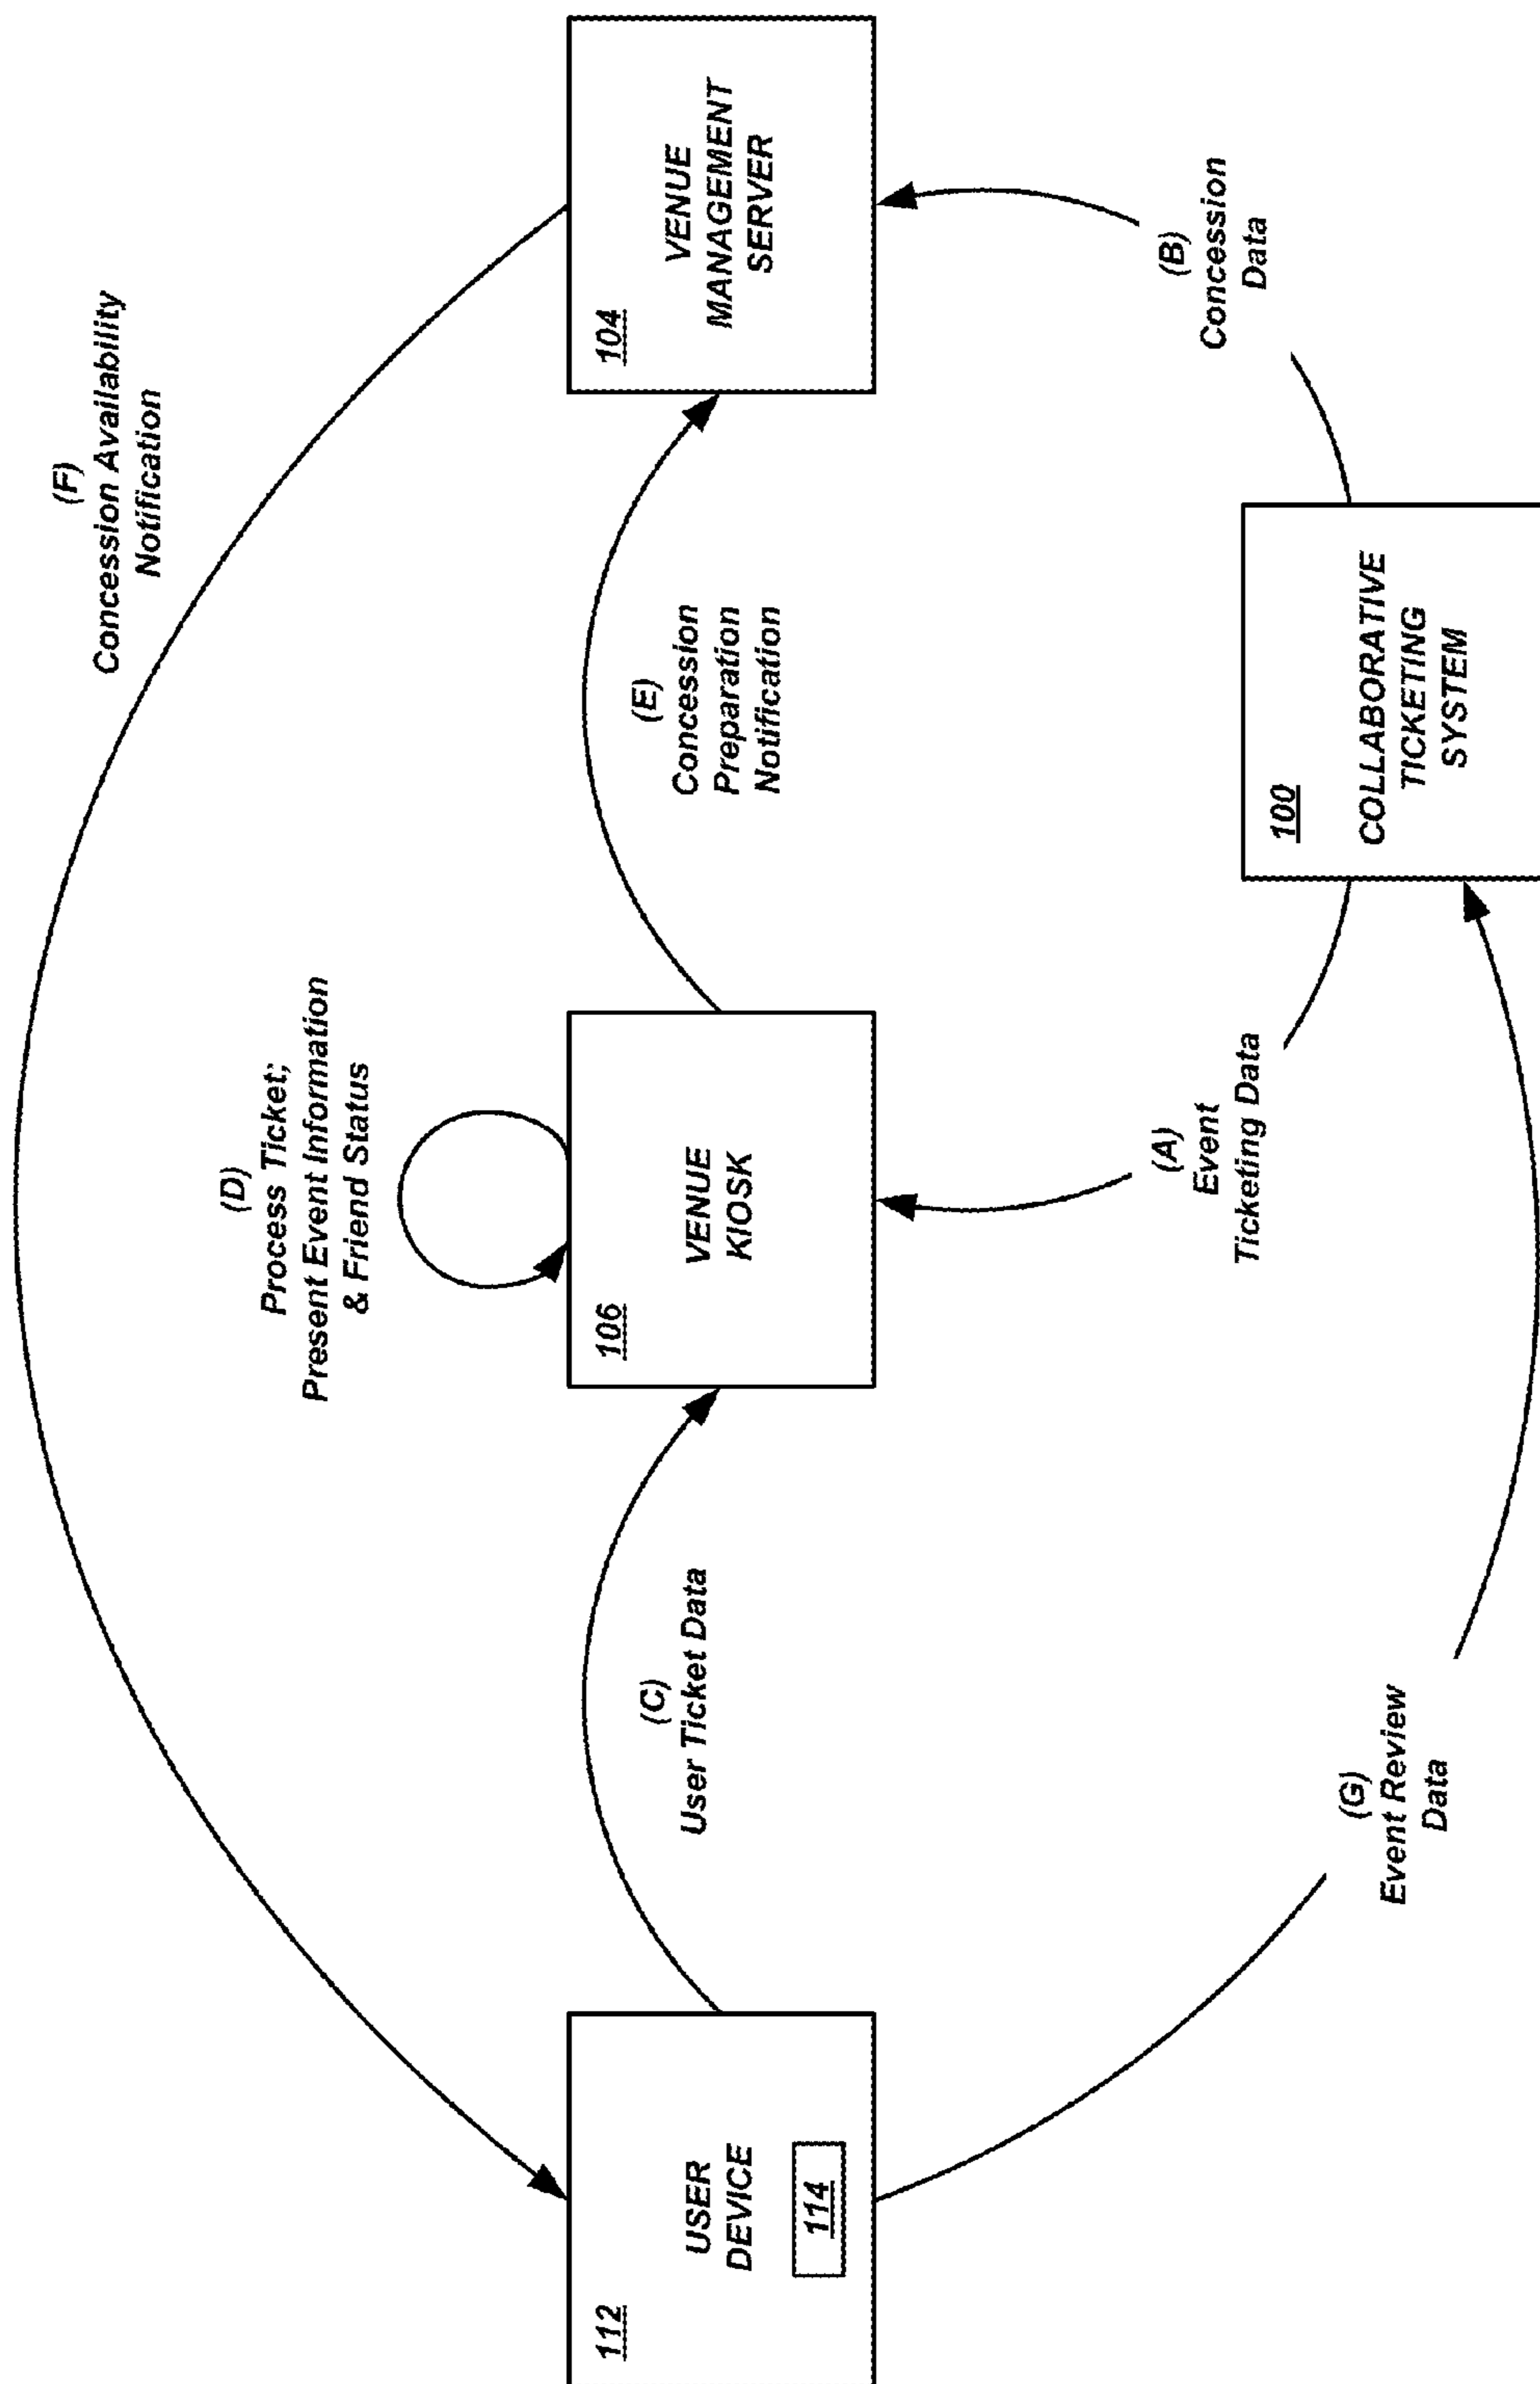 (F)
Concession Availability
Notification
(D)
Process Ticket;
Present Event Information
& Friend Status
112
USER
DEVICE
114
(C)
User Ticket Data
106
VENUE
KIOSK
(E)
Concession
Preparation
Notification
104
VENUE
MANAGEMENT
SERVER
(A)
Event
Ticketing Data
(B)
Concession
Data
(G)
Event Review
Data
100
COLLABORATIVE
TICKETING
SYSTEM